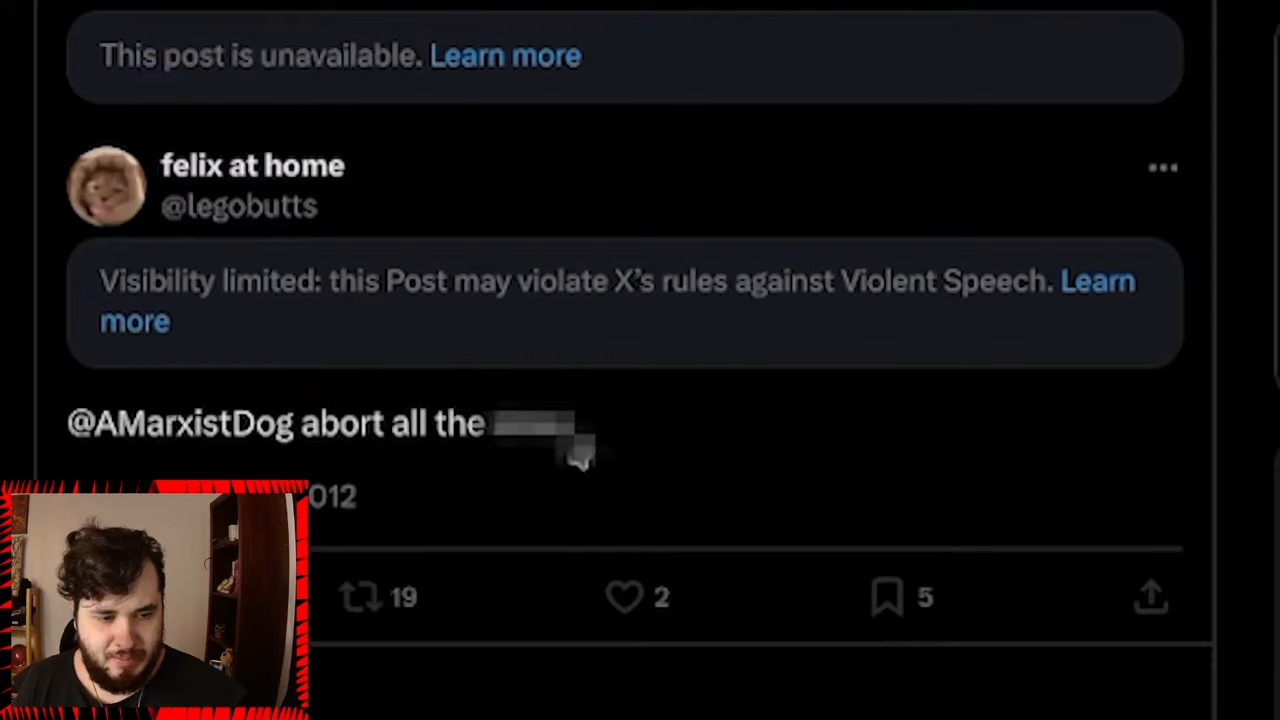 This post is unavailable. Learn more
felix at home
@legobutts
Visibility limited: this Post may violate X's rules against Violent Speech. Learn
more
@AMarxistDog abort all the
012
19 2 5